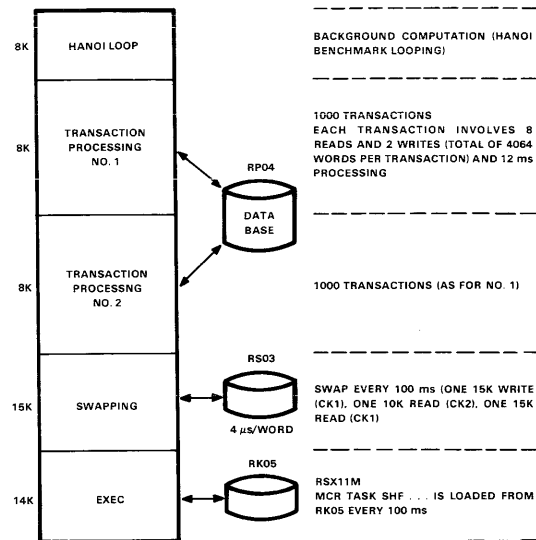 8K
HANOI LOOP
BACKGROUND COMPUTATION (HANOI
BENCHMARK LOOPING)
8K
TRANSACTION
PROCESSING
NO. 1
1000 TRANSACTIONS
EACH TRANSACTION INVOLVES 8
READS AND 2 WRITES (TOTAL OF 4064
WORDS PER TRANSACTION) AND 12 ms
PROCESSING
RP04
DATA
BASE
8K
TRANSACTION
PROCESSNG
NO. 2
1000 TRANSACTIONS (AS FOR NO. 1)
15K
SWAPPING
RS03
4 μs/WORD
SWAP EVERY 100 ms (ONE 15K WRITE
(CK1), ONE 10K READ (CK2), ONE 15K
READ (CK1)
14K
EXEC
RK05
RSX11M
MCR TASK SHF . . . IS LOADED FROM
RK05 EVERY 100 ms